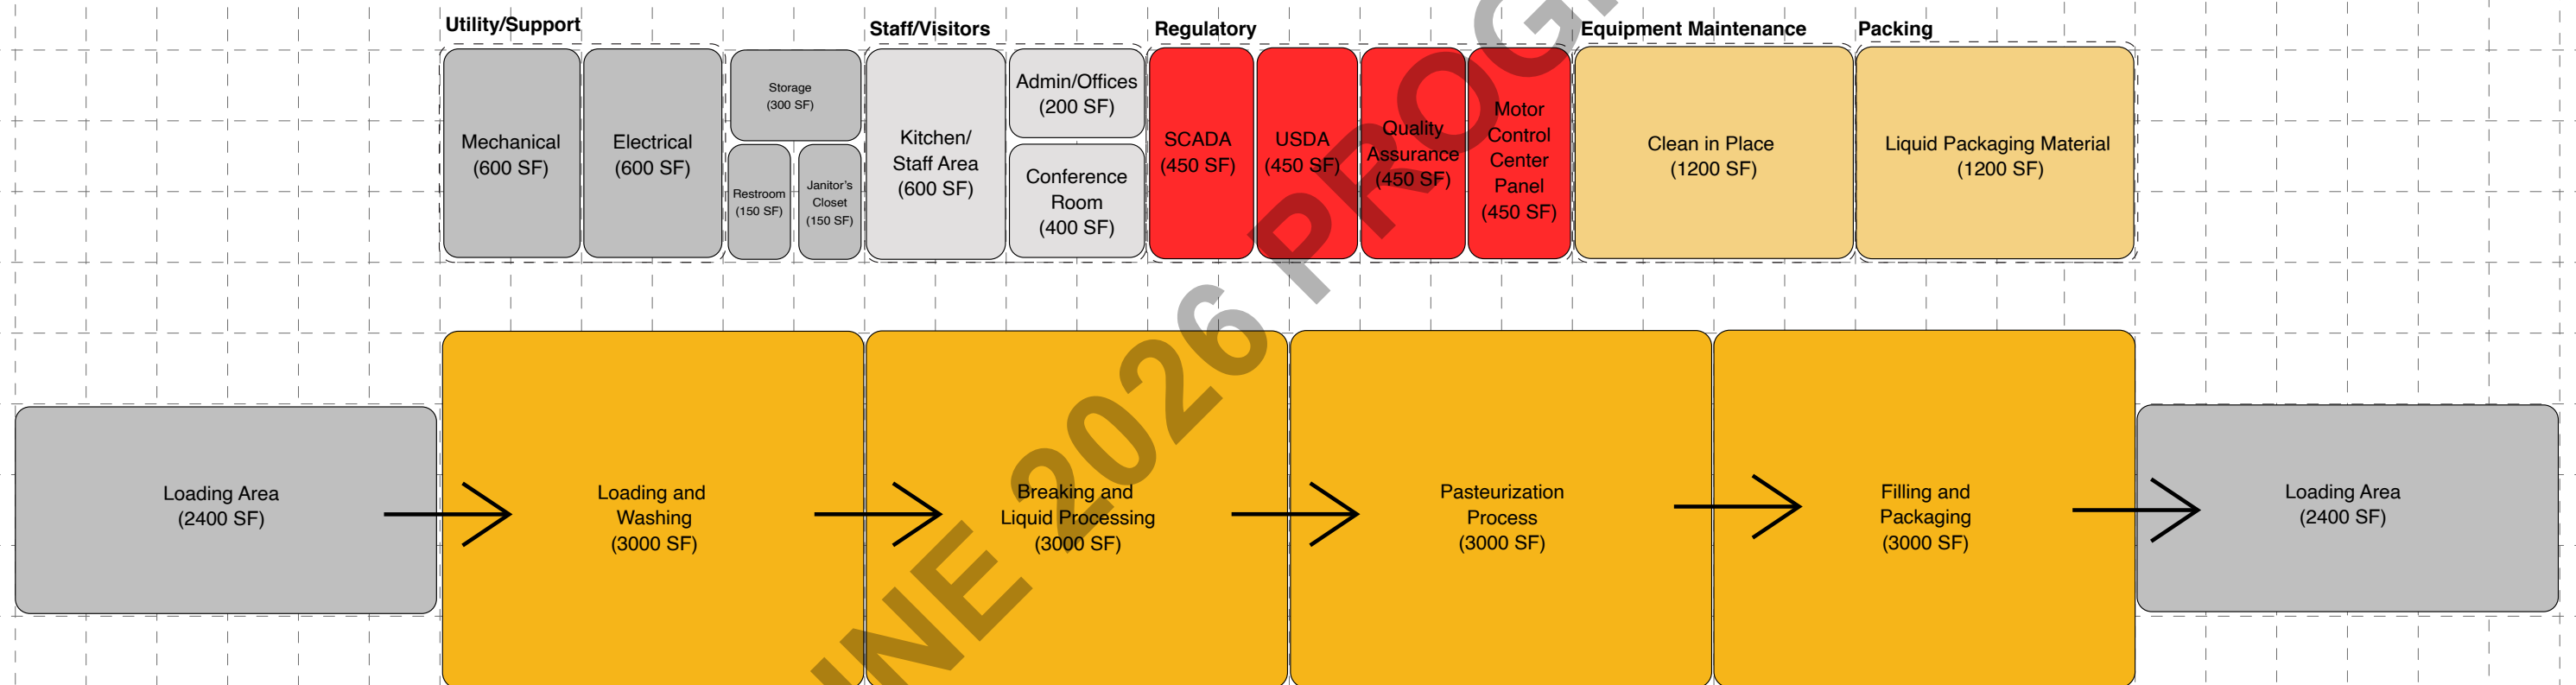 Utility/Support
Staff/Visitors
Regulatory
Equipment Maintenance
Packing
Mechanical
(600 SF)
Electrical
(600 SF)
Storage
(300 SF)
Restroom
(150 SF)
Janitor's
Closet
(150 SF)
Kitchen/
Staff Area
(600 SF)
Admin/Offices
(200 SF)
Conference
Room
(400 SF)
SCADA
(450 SF)
USDA
(450 SF)
Quality
Assurance
(450 SF)
Motor
Control
Center
Panel
(450 SF)
Clean in Place
(1200 SF)
Liquid Packaging Material
(1200 SF)
Loading Area
(2400 SF)
Loading and
Washing
(3000 SF)
Breaking and
Liquid Processing
(3000 SF)
Pasteurization
Process
(3000 SF)
Filling and
Packaging
(3000 SF)
Loading Area
(2400 SF)
2026